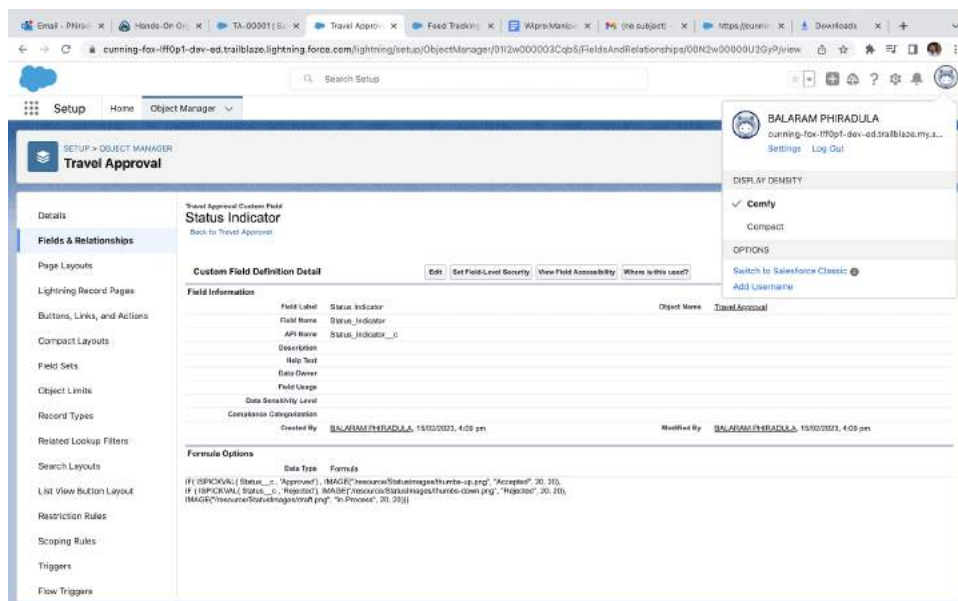 Email - Phirad
Hands-On Org
TA-00001 | Sa
Travel Approv
Feed Tracking
Wipro.Manipal
(no subject) -
https://cunnin
Downloads
cunning-fox-lff0p1-dev-ed.trailblaze.lightning.force.com/lightning/setup/ObjectManager/01I2w000003Cqb5/FieldsAndRelationships/00N2w00000U2GyP/view
Search Setup
Setup
Home
Object Manager
BALARAM PHIRADULA
cunning-fox-lff0p1-dev-ed.trailblaze.my.s...
Settings Log Out
SETUP > OBJECT MANAGER
Travel Approval
DISPLAY DENSITY
Comfy
Compact
OPTIONS
Switch to Salesforce Classic
Add Username
Details
Fields & Relationships
Page Layouts
Lightning Record Pages
Buttons, Links, and Actions
Compact Layouts
Field Sets
Object Limits
Record Types
Related Lookup Filters
Search Layouts
List View Button Layout
Restriction Rules
Scoping Rules
Triggers
Flow Triggers
Travel Approval Custom Field
Status Indicator
Back to Travel Approval
Custom Field Definition Detail
Edit Set Field-Level Security View Field Accessibility Where is this used?
Field Information
Field Label Status Indicator Object Name Travel Approval
Field Name Status_Indicator
API Name Status_Indicator__c
Description
Help Text
Data Owner
Field Usage
Data Sensitivity Level
Compliance Categorization
Created By BALARAM PHIRADULA, 15/02/2023, 4:09 pm Modified By BALARAM PHIRADULA, 15/02/2023, 4:09 pm
Formula Options
Data Type Formula
IF( ISPICKVAL( Status__c , 'Approved') , IMAGE("/resource/StatusImages/thumbs-up.png", "Accepted", 20, 20),
IF ( ISPICKVAL( Status__c , 'Rejected'), IMAGE("/resource/StatusImages/thumbs-down.png", "Rejected", 20, 20),
IMAGE("/resource/StatusImages/draft.png", "In-Process", 20, 20)))